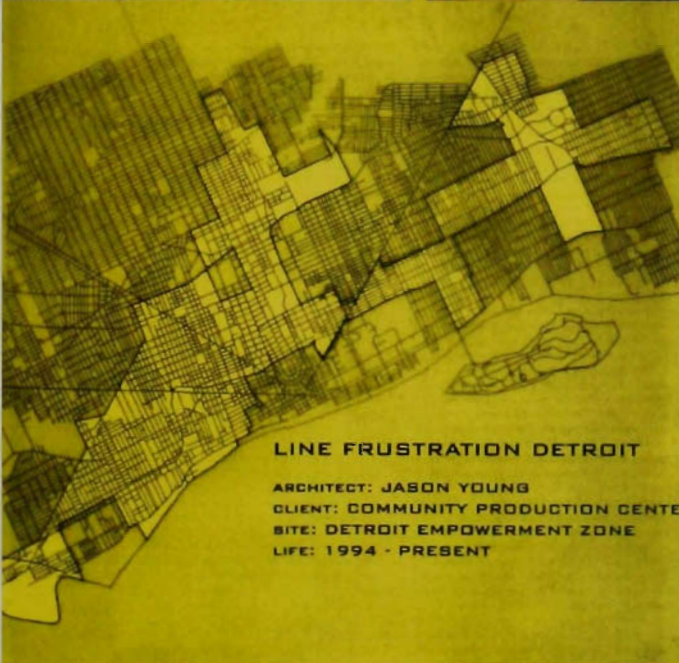 LINE FRUSTRATION DETROIT
ARCHITECT: JASON YOUNG
CLIENT: COMMUNITY PRODUCTION CENTE
SITE: DETROIT EMPOWERMENT ZONE
LIFE: 1994 - PRESENT